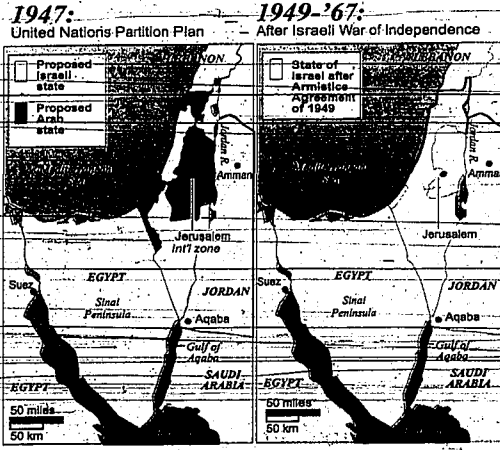 1947:
United Nations Partition Plan
Proposed
Israeli
state
Proposed
Arab
state
LEBANON
Jordan R.
Amman
Jerusalem
Int'l zone
EGYPT
Suez
Sinai
Peninsula
JORDAN
Aqaba
Gulf of
Aqaba
SAUDI
ARABIA
EGYPT
50 miles
50 km
1949-'67:
After Israeli War of Independence
State of
Israel after
Armistice
Agreement
of 1949
LEBANON
Jordan R.
Amman
Jerusalem
EGYPT
Suez
Sinai
Peninsula
JORDAN
Aqaba
Gulf of
Aqaba
SAUDI
ARABIA
EGYPT
50 miles
50 km